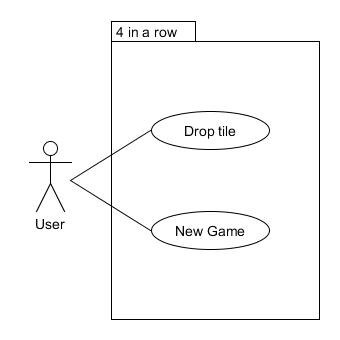 4 in a row
Drop tile
User
New Game